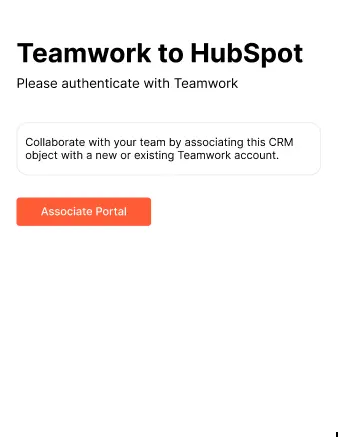 Teamwork to HubSpot
Please authenticate with Teamwork
Collaborate with your team by associating this CRM
object with a new or existing Teamwork account.
Associate Portal